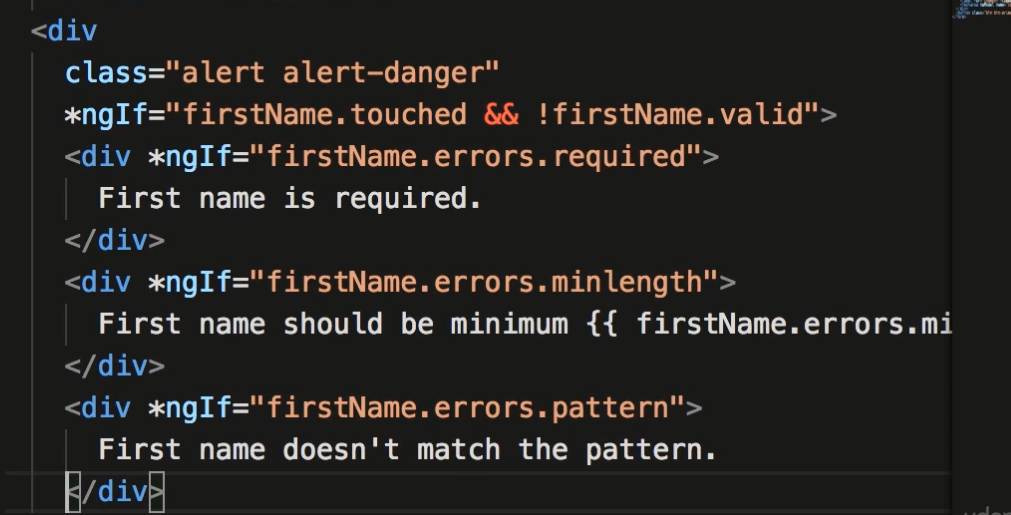 <div
class="alert alert-danger"
*ngIf="firstName.touched && !firstName.valid">
<div *ngIf="firstName.errors.required">
First name is required.
</div>
<div *ngIf="firstName.errors.minlength">
First name should be minimum {{ firstName.errors.mi
</div>
<div *ngIf="firstName.errors.pattern">
First name doesn't match the pattern.
</div>